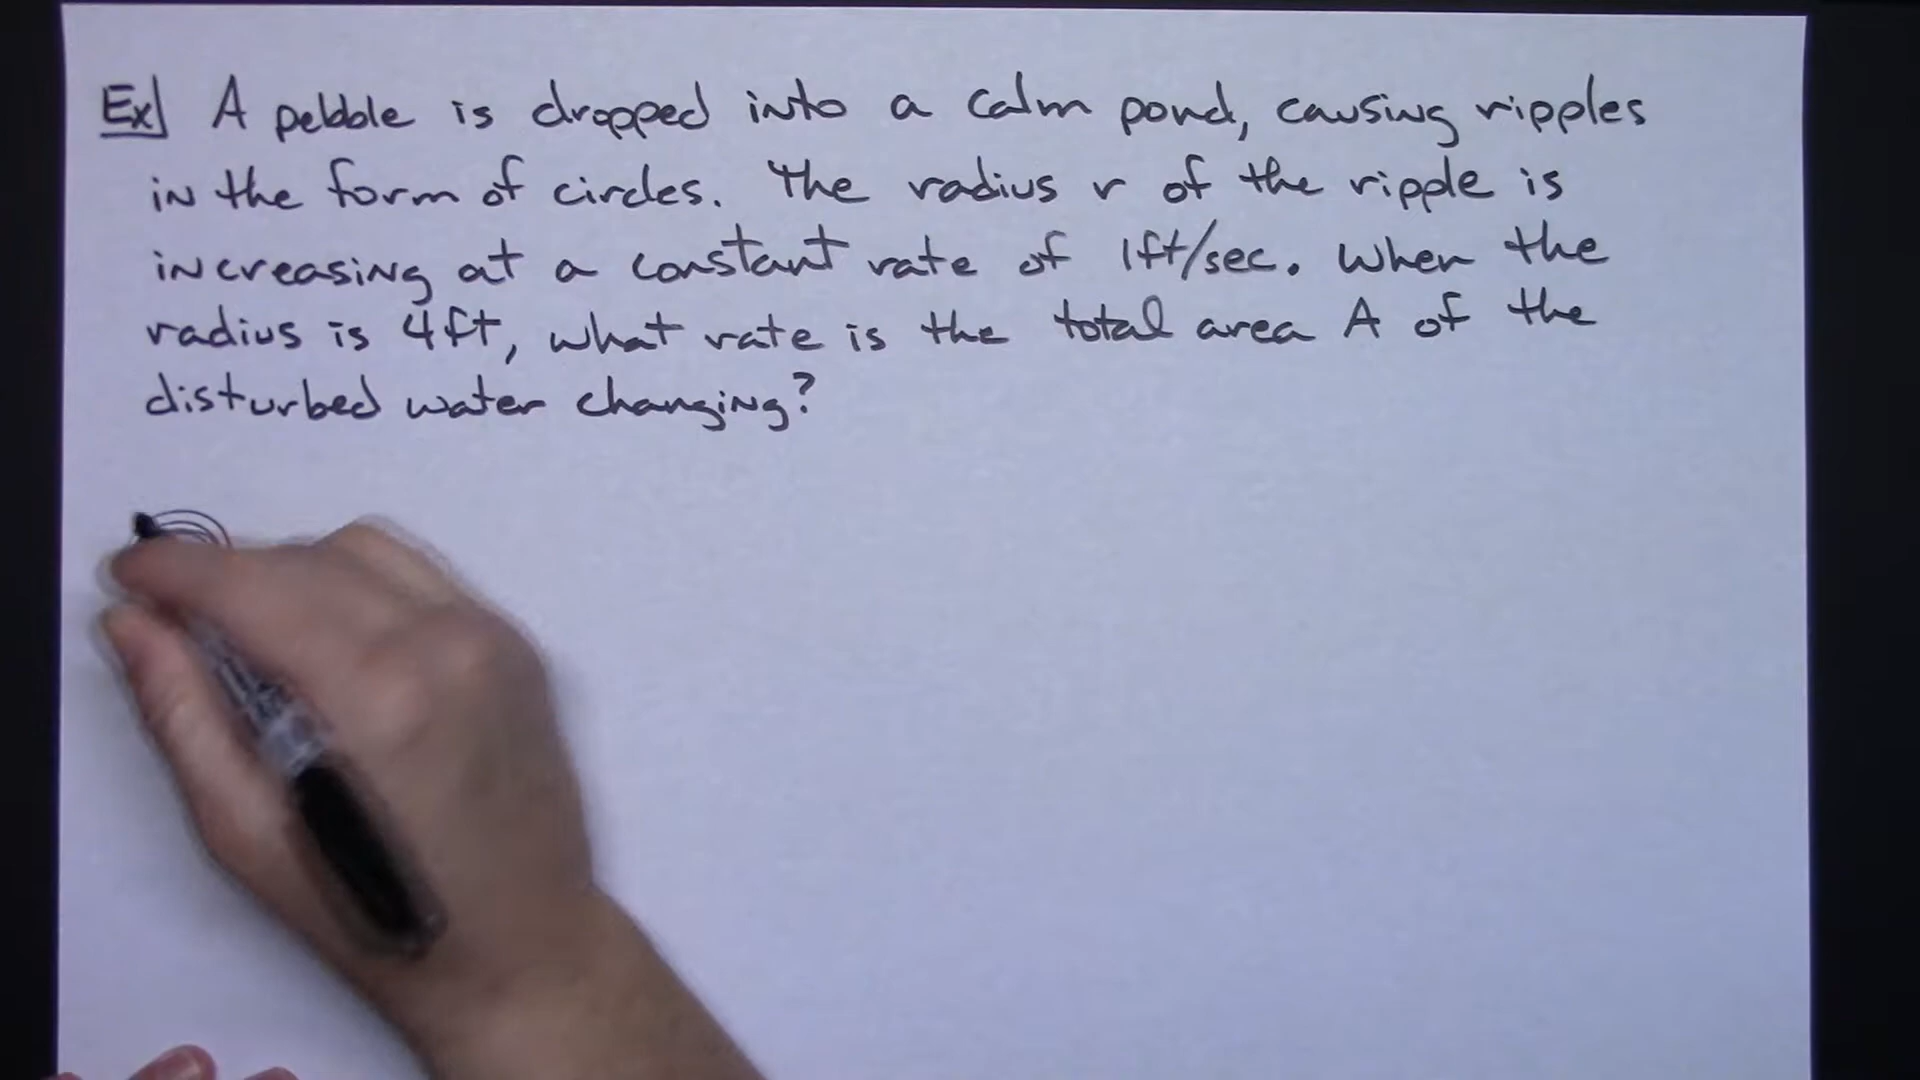 Ex] A pebble is dropped into a calm pond, causing ripples
in the form of circles. The radius r of the ripple is
increasing at a constant rate of 1ft/sec. When the
radius is 4ft, what rate is the total area A of the
disturbed water changing?